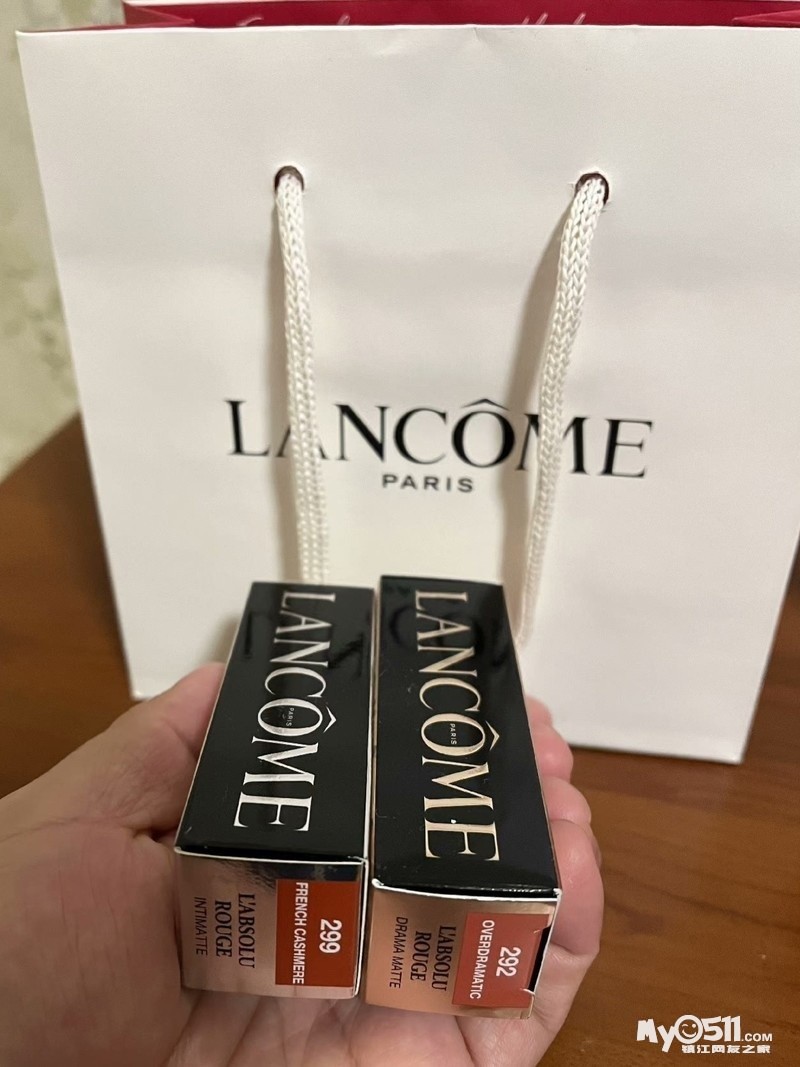 LANCÔME
PARIS
LANCÔME
PARIS
L'ABSOLU
ROUGE
INTIMATTE
299
FRENCH CASHMERE
LANCÔME
PARIS
L'ABSOLU
ROUGE
DRAMA MATTE
292
OVERDRAMATIC
My0511.COM
镇江网友之家